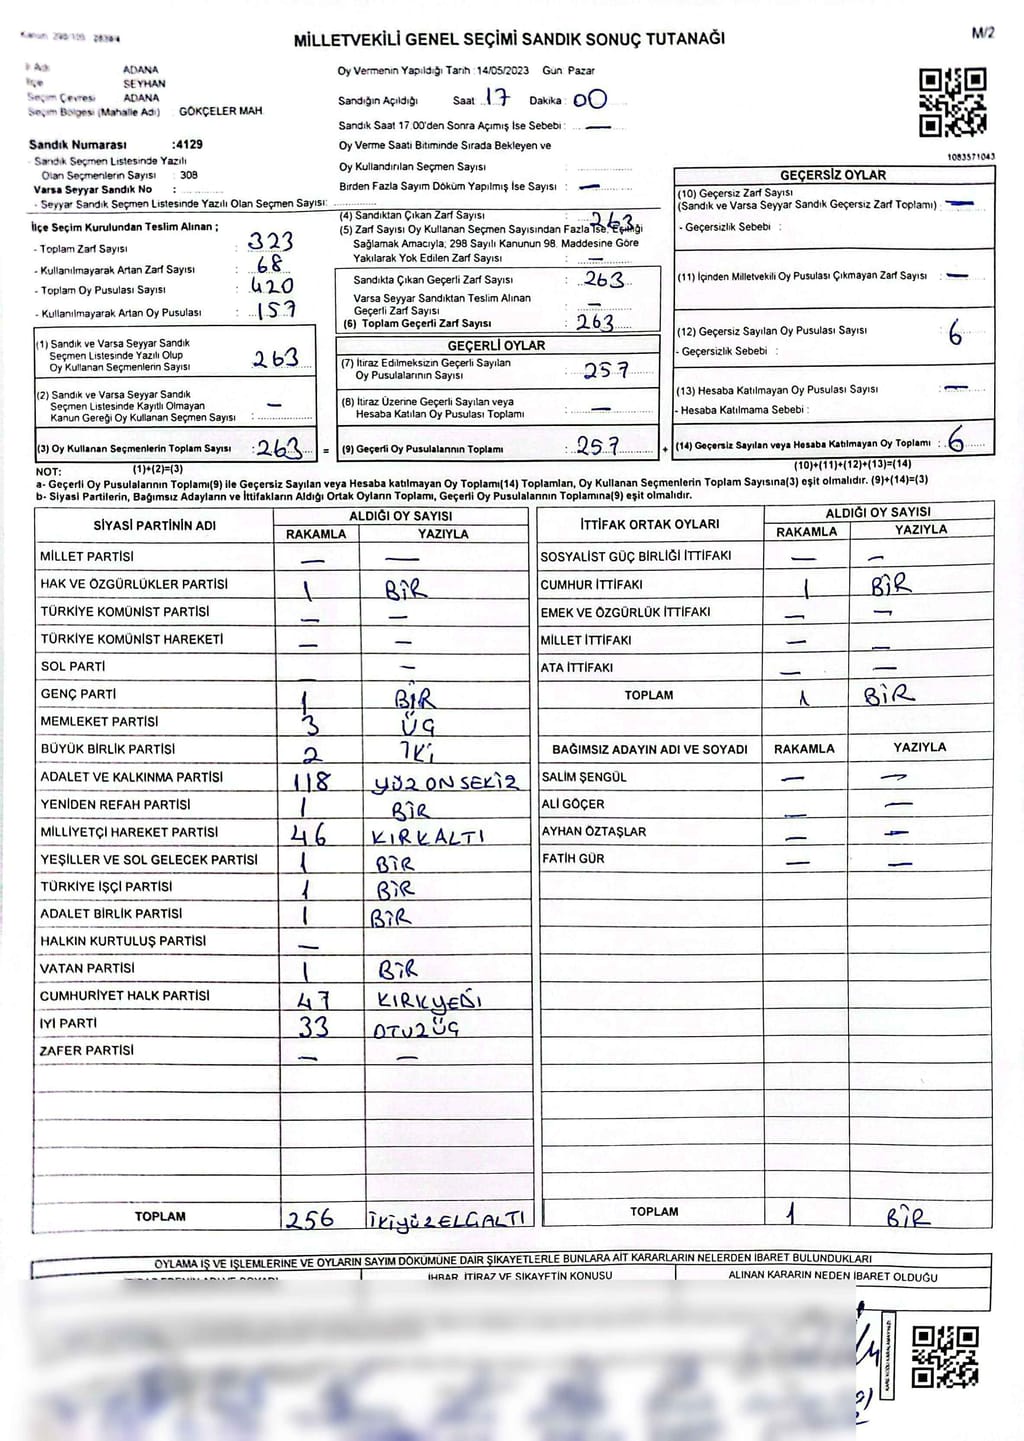 Kanun: 298/105 2839/4
M/2
MİLLETVEKİLİ GENEL SEÇİMİ SANDIK SONUÇ TUTANAĞI
İl Adı : ADANA
İlçe : SEYHAN
Seçim Çevresi : ADANA
Seçim Bölgesi (Mahalle Adı) : GÖKÇELER MAH
Sandık Numarası :4129
- Sandık Seçmen Listesinde Yazılı
Olan Seçmenlerin Sayısı : 308
Varsa Seyyar Sandık No :
- Seyyar Sandık Seçmen Listesinde Yazılı Olan Seçmen Sayısı:
Oy Vermenin Yapıldığı Tarih :14/05/2023 Gün Pazar
Sandığın Açıldığı Saat 17 Dakika: 00
Sandık Saat 17.00'den Sonra Açımış İse Sebebi : —
Oy Verme Saati Bitiminde Sırada Bekleyen ve
Oy Kullandırılan Seçmen Sayısı :
Birden Fazla Sayım Döküm Yapılmış İse Sayısı : —
1083571043
İlçe Seçim Kurulundan Teslim Alınan ;
- Toplam Zarf Sayısı : 323
- Kullanılmayarak Artan Zarf Sayısı : 68
- Toplam Oy Pusulası Sayısı : 420
- Kullanılmayarak Artan Oy Pusulası : 157
(1) Sandık ve Varsa Seyyar Sandık
Seçmen Listesinde Yazılı Olup
Oy Kullanan Seçmenlerin Sayısı : 263
(2) Sandık ve Varsa Seyyar Sandık
Seçmen Listesinde Kayıtlı Olmayan
Kanun Gereği Oy Kullanan Seçmen Sayısı : —
(3) Oy Kullanan Seçmenlerin Toplam Sayısı : 263 =
(4) Sandıktan Çıkan Zarf Sayısı : 263
(5) Zarf Sayısı Oy Kullanan Seçmen Sayısından Fazla İse: Eşitliği
Sağlamak Amacıyla; 298 Sayılı Kanunun 98. Maddesine Göre
Yakılarak Yok Edilen Zarf Sayısı : —
Sandıkta Çıkan Geçerli Zarf Sayısı : 263
Varsa Seyyar Sandıktan Teslim Alınan
Geçerli Zarf Sayısı : —
(6) Toplam Geçerli Zarf Sayısı : 263
GEÇERLİ OYLAR
(7) İtiraz Edilmeksizin Geçerli Sayılan
Oy Pusulalarının Sayısı : 257
(8) İtiraz Üzerine Geçerli Sayılan veya
Hesaba Katılan Oy Pusulası Toplamı : —
(9) Geçerli Oy Pusulalarının Toplamı : 257 +
GEÇERSİZ OYLAR
(10) Geçersiz Zarf Sayısı
(Sandık ve Varsa Seyyar Sandık Geçersiz Zarf Toplamı) : —
- Geçersizlik Sebebi :
(11) İçinden Milletvekili Oy Pusulası Çıkmayan Zarf Sayısı : —
(12) Geçersiz Sayılan Oy Pusulası Sayısı : 6
- Geçersizlik Sebebi :
(13) Hesaba Katılmayan Oy Pusulası Sayısı : —
- Hesaba Katılmama Sebebi :
(14) Geçersiz Sayılan veya Hesaba Katılmayan Oy Toplamı : 6
NOT: (1)+(2)=(3)
(10)+(11)+(12)+(13)=(14)
a- Geçerli Oy Pusulalarının Toplamı(9) ile Geçersiz Sayılan veya Hesaba katılmayan Oy Toplamı(14) Toplamları, Oy Kullanan Seçmenlerin Toplam Sayısına(3) eşit olmalıdır. (9)+(14)=(3)
b- Siyasi Partilerin, Bağımsız Adayların ve İttifakların Aldığı Ortak Oyların Toplamı, Geçerli Oy Pusulalarının Toplamına(9) eşit olmalıdır.
SİYASİ PARTİNİN ADI ALDIĞI OY SAYISI
RAKAMLA YAZIYLA
MİLLET PARTİSİ — —
HAK VE ÖZGÜRLÜKLER PARTİSİ 1 BİR
TÜRKİYE KOMÜNİST PARTİSİ — —
TÜRKİYE KOMÜNİST HAREKETİ — —
SOL PARTİ — —
GENÇ PARTİ 1 BİR
MEMLEKET PARTİSİ 3 ÜÇ
BÜYÜK BİRLİK PARTİSİ 2 İKİ
ADALET VE KALKINMA PARTİSİ 118 YÜZ ON SEKİZ
YENİDEN REFAH PARTİSİ 1 BİR
MİLLİYETÇİ HAREKET PARTİSİ 46 KIRKALTI
YEŞİLLER VE SOL GELECEK PARTİSİ 1 BİR
TÜRKİYE İŞÇİ PARTİSİ 1 BİR
ADALET BİRLİK PARTİSİ 1 BİR
HALKIN KURTULUŞ PARTİSİ —
VATAN PARTİSİ 1 BİR
CUMHURİYET HALK PARTİSİ 47 KIRKYEDİ
İYİ PARTİ 33 OTUZÜÇ
ZAFER PARTİSİ — —
TOPLAM 256 İKİYÜZELLİALTI
İTTİFAK ORTAK OYLARI ALDIĞI OY SAYISI
RAKAMLA YAZIYLA
SOSYALİST GÜÇ BİRLİĞİ İTTİFAKI — —
CUMHUR İTTİFAKI 1 BİR
EMEK VE ÖZGÜRLÜK İTTİFAKI — —
MİLLET İTTİFAKI — —
ATA İTTİFAKI — —
TOPLAM 1 BİR
BAĞIMSIZ ADAYIN ADI VE SOYADI RAKAMLA YAZIYLA
SALİM ŞENGÜL — —
ALİ GÖÇER — —
AYHAN ÖZTAŞLAR — —
FATİH GÜR — —
TOPLAM 1 BİR
OYLAMA İŞ VE İŞLEMLERİNE VE OYLARIN SAYIM DÖKÜMÜNE DAİR ŞİKAYETLERLE BUNLARA AİT KARARLARIN NELERDEN İBARET BULUNDUKLARI
İHBAR, İTİRAZ VE ŞİKAYETİN KONUSU ALINAN KARARIN NEDEN İBARET OLDUĞU